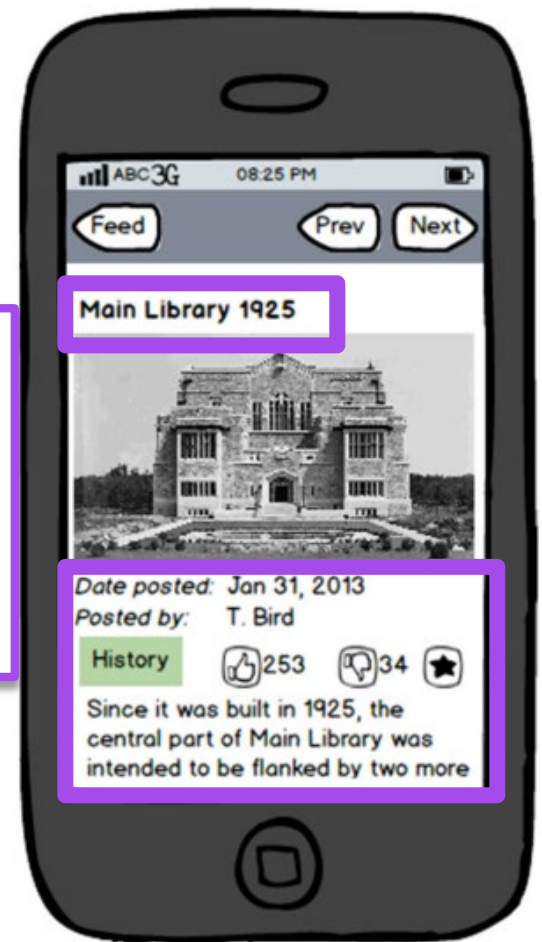 ABC 3G 08:25 PM
Feed Prev Next
Main Library 1925
Date posted: Jan 31, 2013
Posted by: T. Bird
History 253 34
Since it was built in 1925, the
central part of Main Library was
intended to be flanked by two more